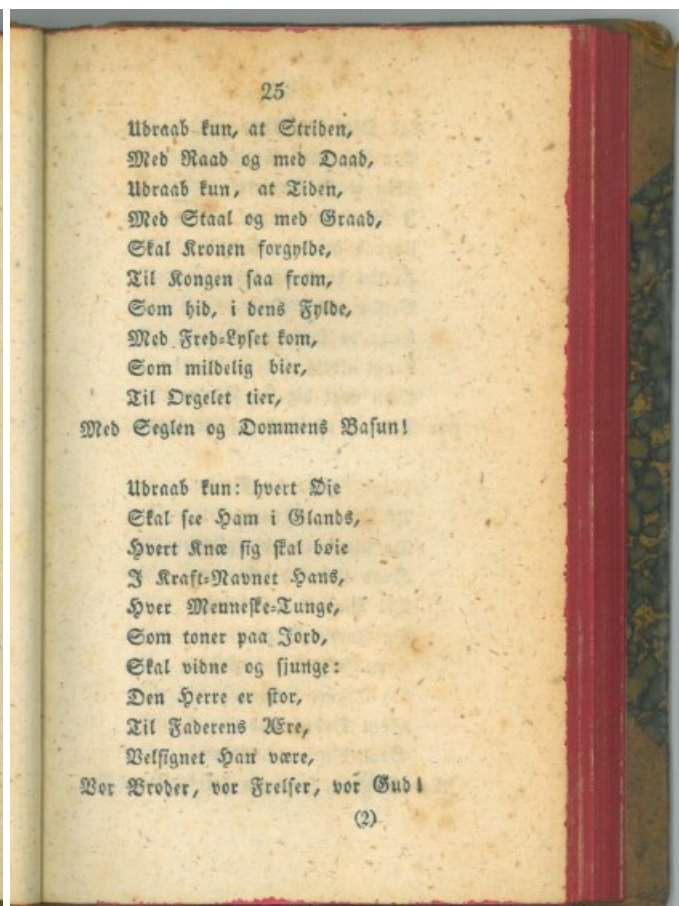 25
Udraab kun, at Striden,
Med Raad og med Daad,
Udraab kun, at Tiden,
Med Staal og med Graad,
Skal Kronen forgylde,
Til Kongen saa from,
Som hid, i dens Fylde,
Med Fred-Lyset kom,
Som mildelig bier,
Til Orgelet tier,
Med Seglen og Dommens Basun!
Udraab kun: hvert Øie
Skal see Ham i Glands,
Hvert Knæ sig skal bøie
I Kraft-Navnet Hans,
Hver Menneske-Tunge,
Som toner paa Jord,
Skal vidne og sjunge:
Den Herre er stor,
Til Faderens Ære,
Velsignet Han være,
Vor Broder, vor Frelser, vor Gud!
(2)